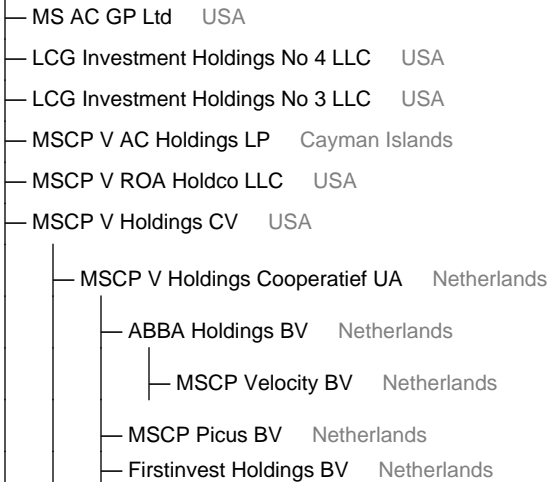 MS AC GP Ltd USA
LCG Investment Holdings No 4 LLC USA
LCG Investment Holdings No 3 LLC USA
MSCP V AC Holdings LP Cayman Islands
MSCP V ROA Holdco LLC USA
MSCP V Holdings CV USA
MSCP V Holdings Cooperatief UA Netherlands
ABBA Holdings BV Netherlands
MSCP Velocity BV Netherlands
MSCP Picus BV Netherlands
Firstinvest Holdings BV Netherlands